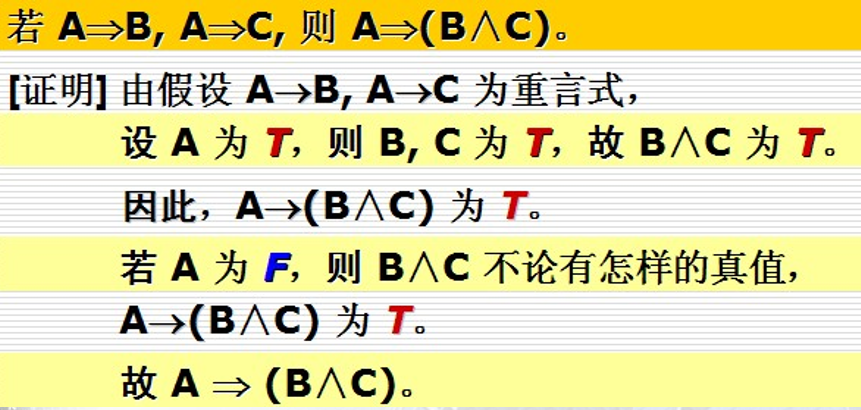 若 A⇒B, A⇒C, 则 A⇒(B∧C)。
[证明] 由假设 A→B, A→C 为重言式，
设 A 为 T，则 B, C 为 T，故 B∧C 为 T。
因此，A→(B∧C) 为 T。
若 A 为 F，则 B∧C 不论有怎样的真值，
A→(B∧C) 为 T。
故 A ⇒ (B∧C)。